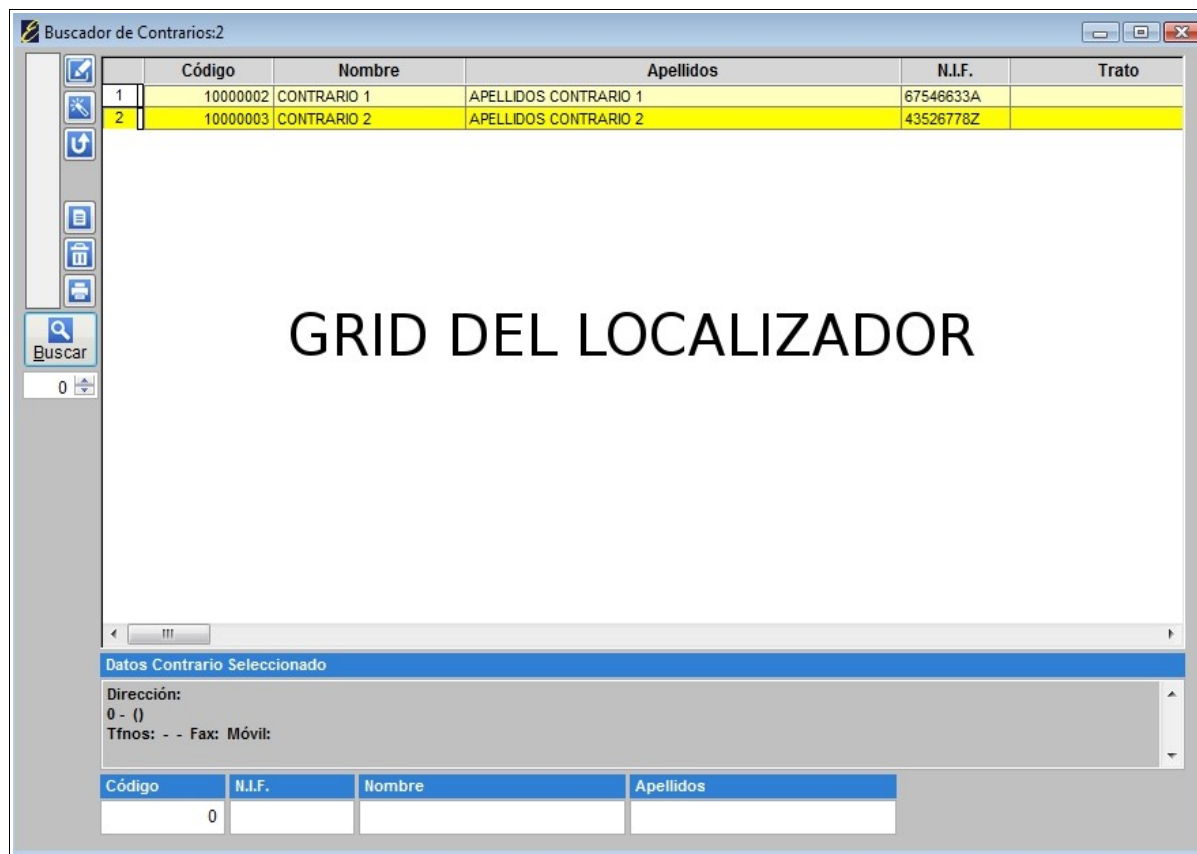 Buscador de Contrarios:2
Código Nombre Apellidos N.I.F. Trato
1 10000002 CONTRARIO 1 APELLIDOS CONTRARIO 1 67546633A
2 10000003 CONTRARIO 2 APELLIDOS CONTRARIO 2 43526778Z
GRID DEL LOCALIZADOR
Buscar
0
Datos Contrario Seleccionado
Dirección:
0 - ()
Tfnos: - - Fax: Móvil:
Código N.I.F. Nombre Apellidos
0